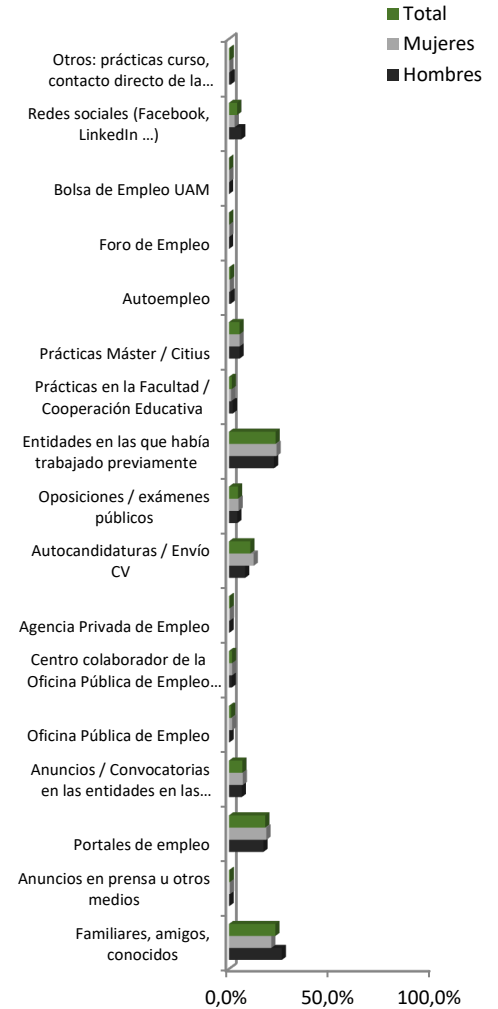 Total
Mujeres
Hombres
Otros: prácticas curso,
contacto directo de la...
Redes sociales (Facebook,
LinkedIn ...)
Bolsa de Empleo UAM
Foro de Empleo
Autoempleo
Prácticas Máster / Citius
Prácticas en la Facultad /
Cooperación Educativa
Entidades en las que había
trabajado previamente
Oposiciones / exámenes
públicos
Autocandidaturas / Envío
CV
Agencia Privada de Empleo
Centro colaborador de la
Oficina Pública de Empleo...
Oficina Pública de Empleo
Anuncios / Convocatorias
en las entidades en las...
Portales de empleo
Anuncios en prensa u otros
medios
Familiares, amigos,
conocidos
0,0% 50,0% 100,0%